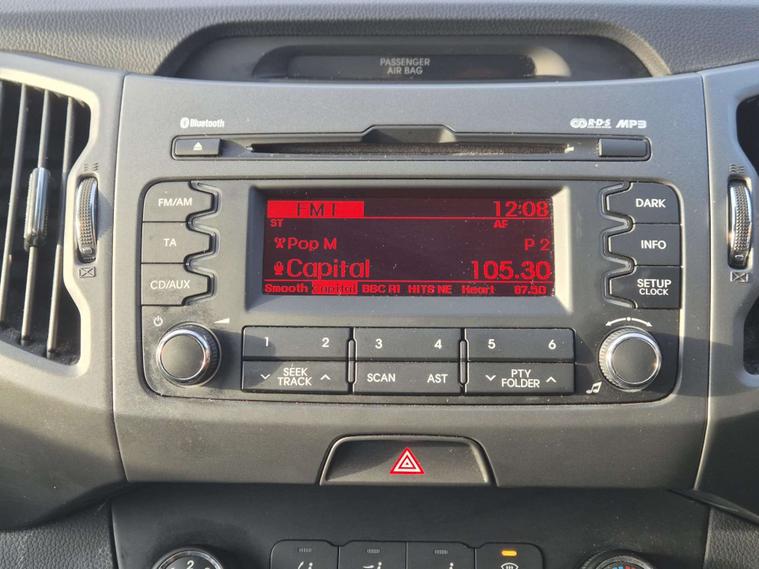 PASSENGER
AIR BAG
Bluetooth
R·D·S MP3
FM/AM
TA
CD/AUX
FM1 12:08
ST AF
Pop M P 2
Capital 105.30
Smooth Capital BBC R1 HITS NE Heart 87.50
DARK
INFO
SETUP
CLOCK
1 2 3 4 5 6
SEEK
TRACK
SCAN AST
PTY
FOLDER
2